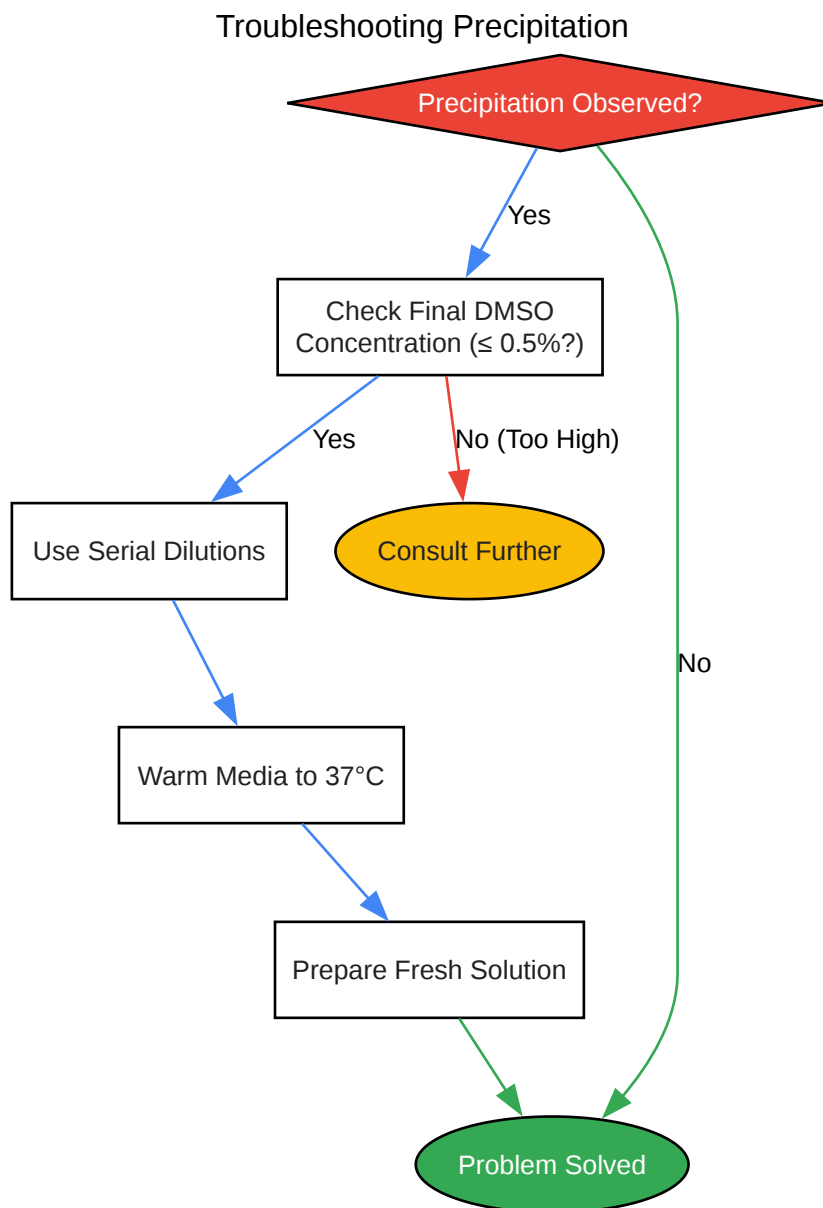 Troubleshooting Precipitation
Precipitation Observed?
Yes
Check Final DMSO
Concentration (≤ 0.5%?)
Yes
No (Too High)
Use Serial Dilutions
Consult Further
No
Warm Media to 37°C
Prepare Fresh Solution
Problem Solved